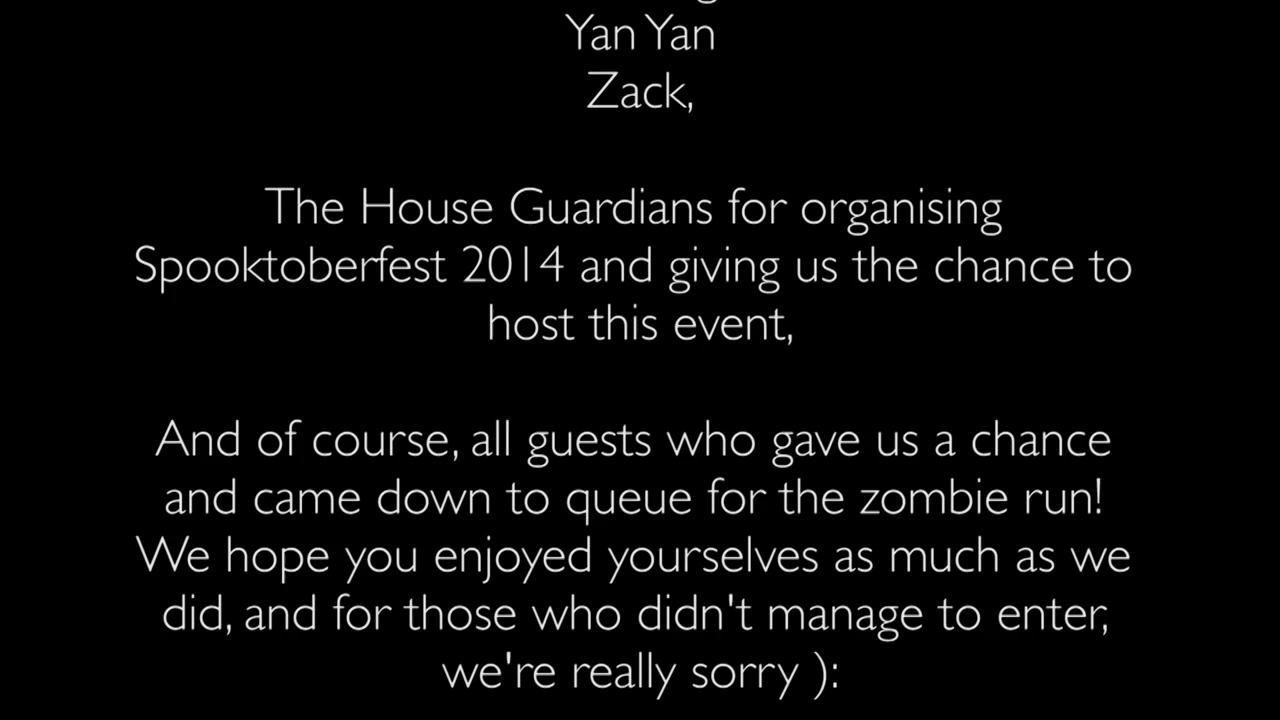 Yan Yan
Zack,
The House Guardians for organising
Spooktoberfest 2014 and giving us the chance to
host this event,
And of course, all guests who gave us a chance
and came down to queue for the zombie run!
We hope you enjoyed yourselves as much as we
did, and for those who didn't manage to enter,
we're really sorry ):